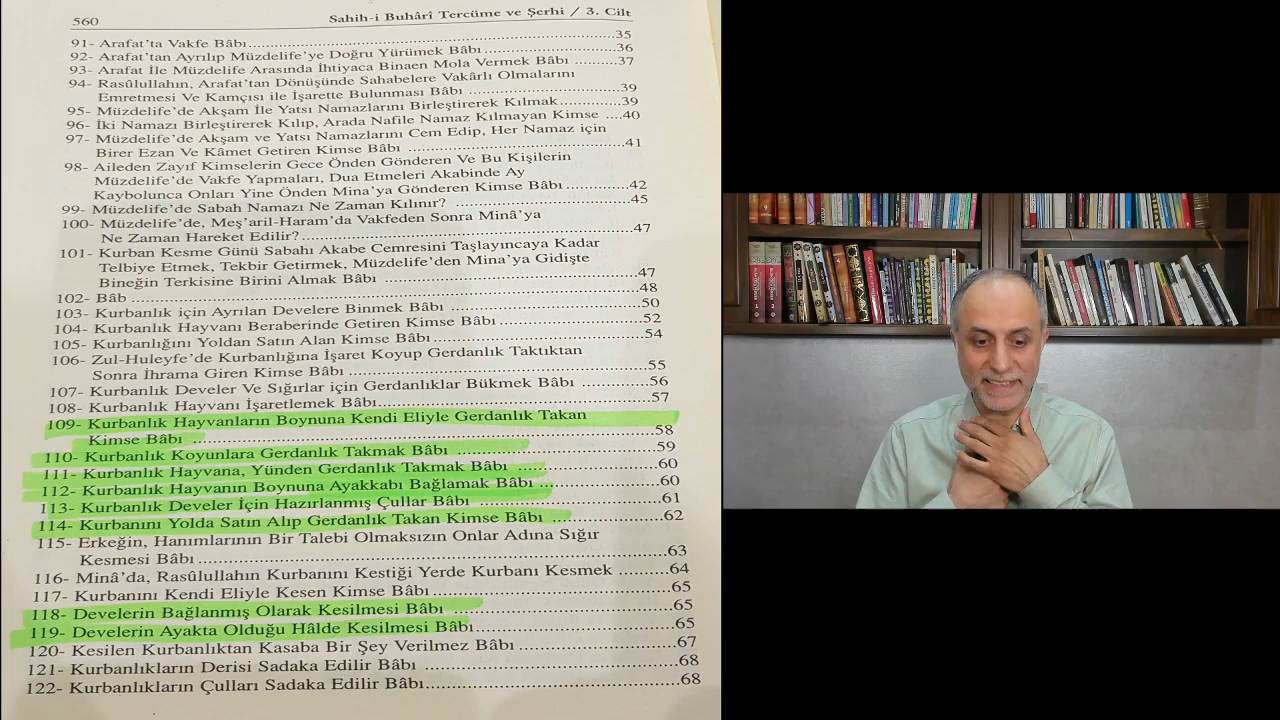 560
Sahih-i Buhârî Tercüme ve Şerhi / 3. Cilt
91- Arafat'ta Vakfe Bâbı..................35
92- Arafat'tan Ayrılıp Müzdelife'ye Doğru Yürümek Bâbı..................36
93- Arafat İle Müzdelife Arasında İhtiyaca Binaen Mola Vermek Bâbı ..........37
94- Rasûlullahın, Arafat'tan Dönüşünde Sahabelere Vakârlı Olmalarını
Emretmesi Ve Kamçısı ile İşarette Bulunması Bâbı ..................39
95- Müzdelife'de Akşam İle Yatsı Namazlarını Birleştirerek Kılmak............39
96- İki Namazı Birleştirerek Kılıp, Arada Nafile Namaz Kılmayan Kimse ....40
97- Müzdelife'de Akşam ve Yatsı Namazlarını Cem Edip, Her Namaz için
Birer Ezan Ve Kâmet Getiren Kimse Bâbı ..................41
98- Aileden Zayıf Kimselerin Gece Önden Gönderen Ve Bu Kişilerin
Müzdelife'de Vakfe Yapmaları, Dua Etmeleri Akabinde Ay
Kaybolunca Onları Yine Önden Mina'ya Gönderen Kimse Bâbı ............42
99- Müzdelife'de Sabah Namazı Ne Zaman Kılınır? ..................45
100- Müzdelife'de, Meş'aril-Haram'da Vakfeden Sonra Minâ'ya
Ne Zaman Hareket Edilir?..................47
101- Kurban Kesme Günü Sabahı Akabe Cemresini Taşlayıncaya Kadar
Telbiye Etmek, Tekbir Getirmek, Müzdelife'den Mina'ya Gidişte
Bineğin Terkisine Birini Almak Bâbı ..................47
102- Bâb ..................48
103- Kurbanlık için Ayrılan Develere Binmek Bâbı ..................50
104- Kurbanlık Hayvanı Beraberinde Getiren Kimse Bâbı ..................52
105- Kurbanlığını Yoldan Satın Alan Kimse Bâbı..................54
106- Zul-Huleyfe'de Kurbanlığına İşaret Koyup Gerdanlık Taktıktan
Sonra İhrama Giren Kimse Bâbı ..................55
107- Kurbanlık Develer Ve Sığırlar için Gerdanlıklar Bükmek Bâbı ............56
108- Kurbanlık Hayvanı İşaretlemek Bâbı..................57
109- Kurbanlık Hayvanların Boynuna Kendi Eliyle Gerdanlık Takan
Kimse Bâbı ..................58
110- Kurbanlık Koyunlara Gerdanlık Takmak Bâbı ..................59
111- Kurbanlık Hayvana, Yünden Gerdanlık Takmak Bâbı ..................60
112- Kurbanlık Hayvanın Boynuna Ayakkabı Bağlamak Bâbı ..................60
113- Kurbanlık Develer İçin Hazırlanmış Çullar Bâbı ..................61
114- Kurbanını Yolda Satın Alıp Gerdanlık Takan Kimse Bâbı ..................62
115- Erkeğin, Hanımlarının Bir Talebi Olmaksızın Onlar Adına Sığır
Kesmesi Bâbı ..................63
116- Minâ'da, Rasûlullahın Kurbanını Kestiği Yerde Kurbanı Kesmek ..........64
117- Kurbanını Kendi Eliyle Kesen Kimse Bâbı ..................65
118- Develerin Bağlanmış Olarak Kesilmesi Bâbı ..................65
119- Develerin Ayakta Olduğu Hâlde Kesilmesi Bâbı..................65
120- Kesilen Kurbanlıktan Kasaba Bir Şey Verilmez Bâbı ..................67
121- Kurbanlıkların Derisi Sadaka Edilir Bâbı ..................68
122- Kurbanlıkların Çulları Sadaka Edilir Bâbı..................68